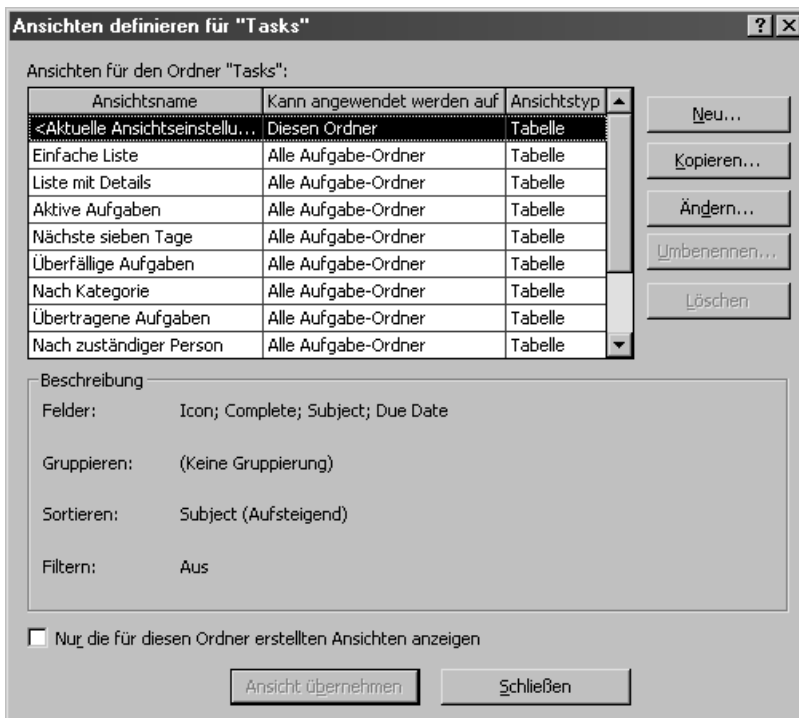 Ansichten definieren für "Tasks"
Ansichten für den Ordner "Tasks":
Ansichtsname Kann angewendet werden auf Ansichtstyp
<Aktuelle Ansichtseinstellu... Diesen Ordner Tabelle
Einfache Liste Alle Aufgabe-Ordner Tabelle
Liste mit Details Alle Aufgabe-Ordner Tabelle
Aktive Aufgaben Alle Aufgabe-Ordner Tabelle
Nächste sieben Tage Alle Aufgabe-Ordner Tabelle
Überfällige Aufgaben Alle Aufgabe-Ordner Tabelle
Nach Kategorie Alle Aufgabe-Ordner Tabelle
Übertragene Aufgaben Alle Aufgabe-Ordner Tabelle
Nach zuständiger Person Alle Aufgabe-Ordner Tabelle
Neu...
Kopieren...
Ändern...
Umbenennen...
Löschen
Beschreibung
Felder: Icon; Complete; Subject; Due Date
Gruppieren: (Keine Gruppierung)
Sortieren: Subject (Aufsteigend)
Filtern: Aus
Nur die für diesen Ordner erstellten Ansichten anzeigen
Ansicht übernehmen Schließen